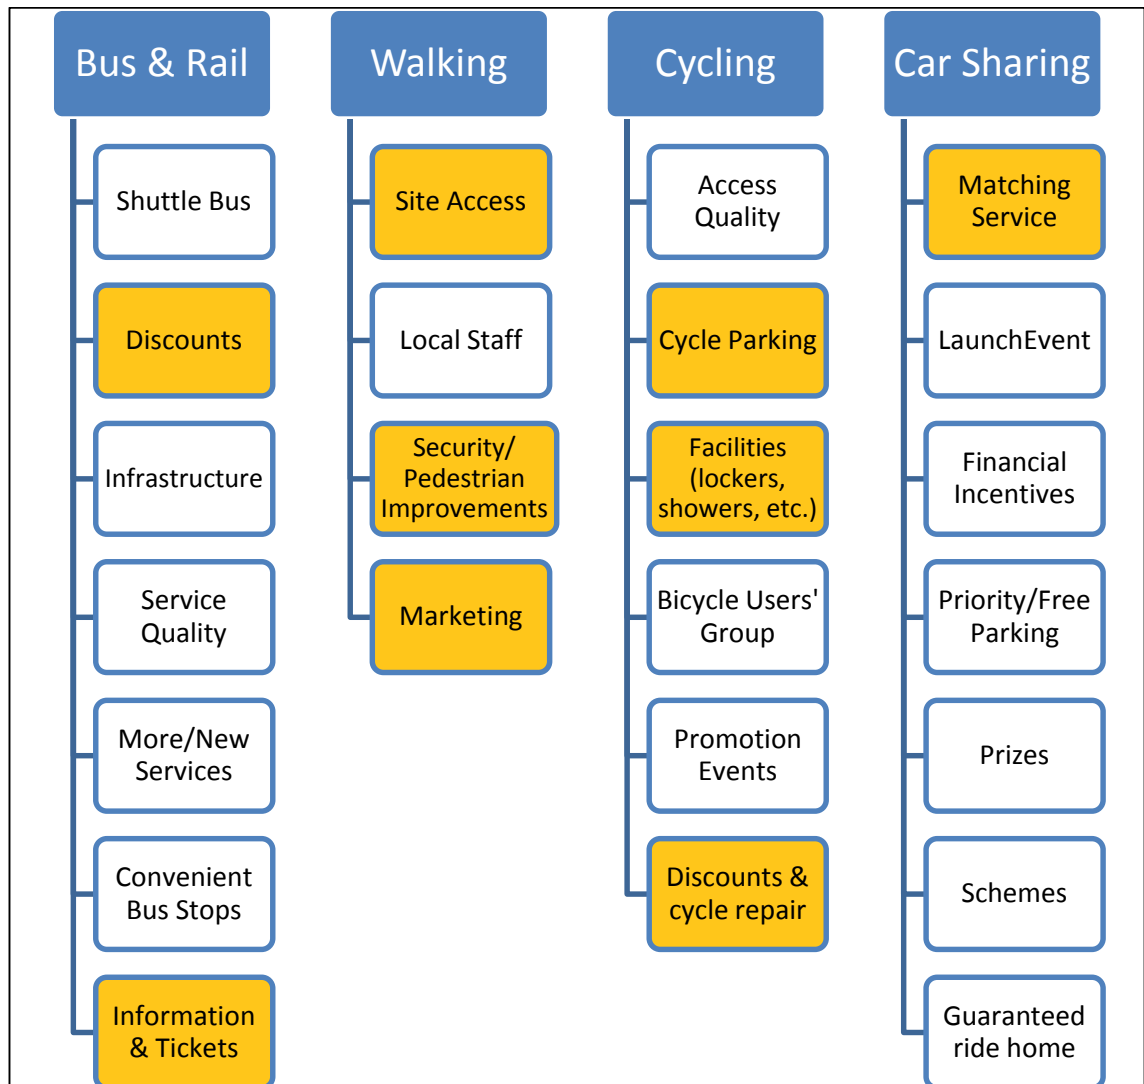 Bus & Rail
Shuttle Bus
Discounts
Infrastructure
Service
Quality
More/New
Services
Convenient
Bus Stops
Information
& Tickets
Walking
Site Access
Local Staff
Security/
Pedestrian
Improvements
Marketing
Cycling
Access
Quality
Cycle Parking
Facilities
(lockers,
showers, etc.)
Bicycle Users'
Group
Promotion
Events
Discounts &
cycle repair
Car Sharing
Matching
Service
LaunchEvent
Financial
Incentives
Priority/Free
Parking
Prizes
Schemes
Guaranteed
ride home